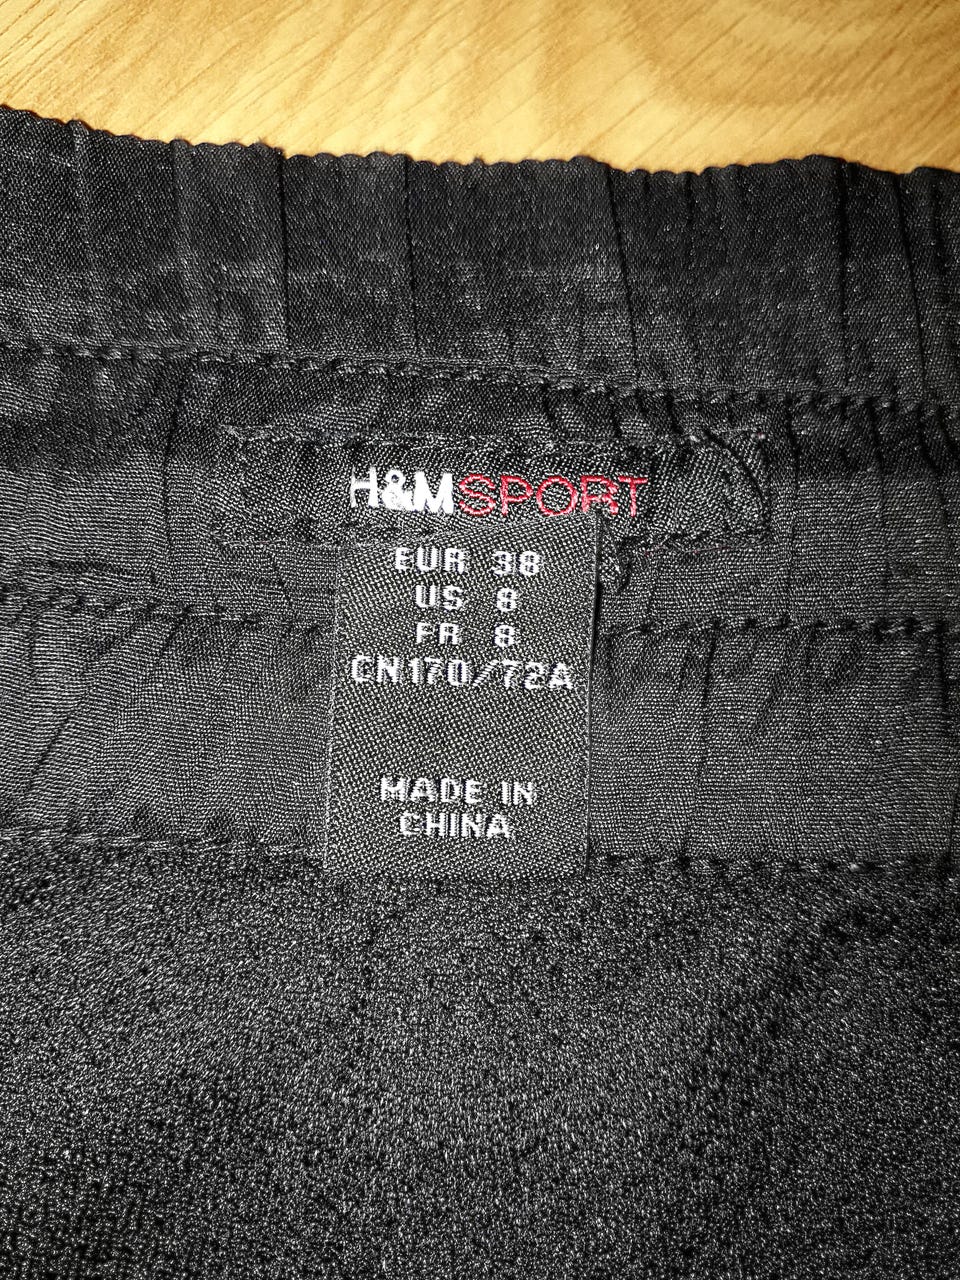 H&MSPORT
EUR 38
US 8
FR 8
CN170/72A
MADE IN
CHINA